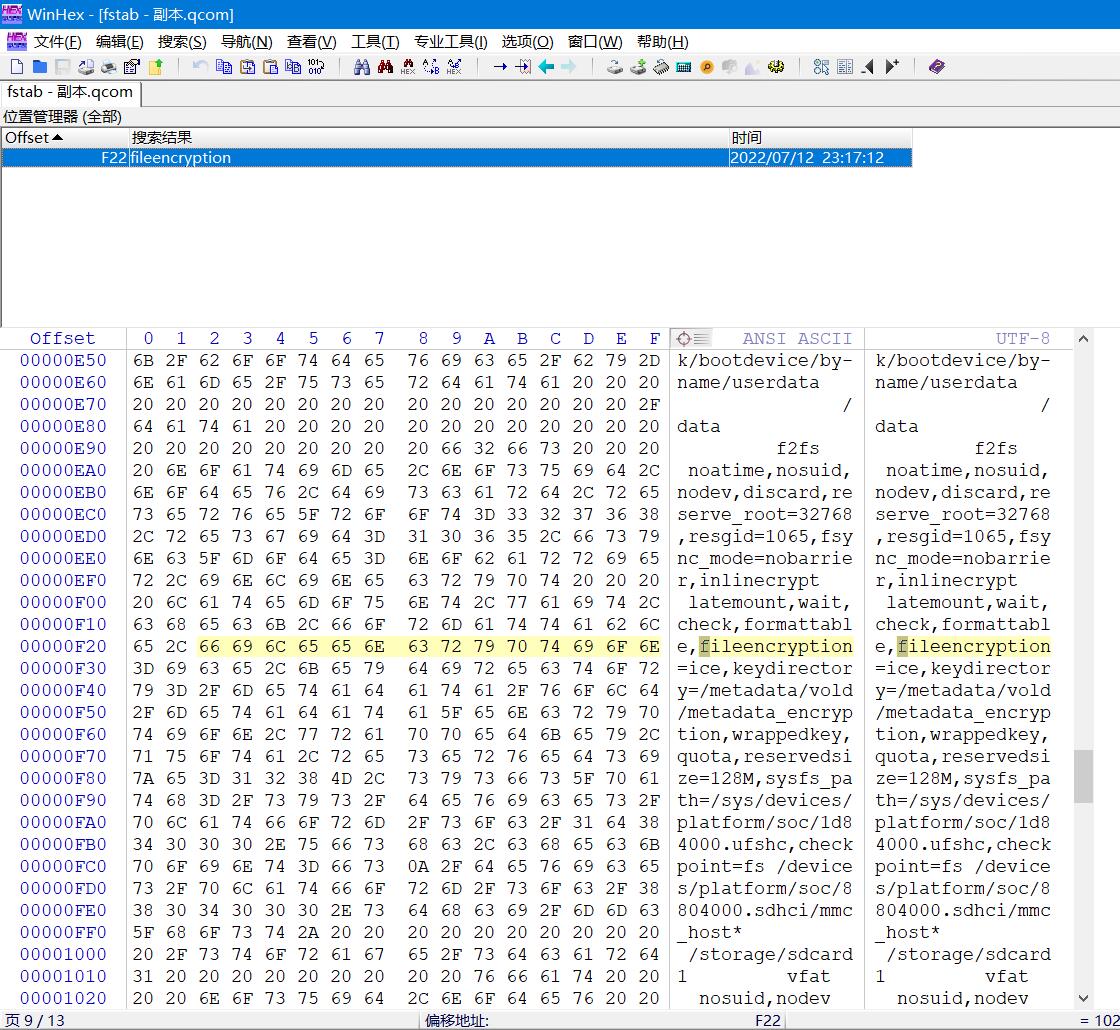 WinHex - [fstab - 副本.qcom]
文件(F) 编辑(E) 搜索(S) 导航(N) 查看(V) 工具(T) 专业工具(I) 选项(O) 窗口(W) 帮助(H)
fstab - 副本.qcom
位置管理器 (全部)
Offset 搜索结果 时间
F22 fileencryption 2022/07/12 23:17:12
Offset 0 1 2 3 4 5 6 7 8 9 A B C D E F ANSI ASCII UTF-8
00000E50 6B 2F 62 6F 6F 74 64 65 76 69 63 65 2F 62 79 2D k/bootdevice/by- k/bootdevice/by-
00000E60 6E 61 6D 65 2F 75 73 65 72 64 61 74 61 20 20 20 name/userdata name/userdata
00000E70 20 20 20 20 20 20 20 20 20 20 20 20 20 20 20 2F / /
00000E80 64 61 74 61 20 20 20 20 20 20 20 20 20 20 20 20 data data
00000E90 20 20 20 20 20 20 20 20 20 66 32 66 73 20 20 20 f2fs f2fs
00000EA0 20 6E 6F 61 74 69 6D 65 2C 6E 6F 73 75 69 64 2C noatime,nosuid, noatime,nosuid,
00000EB0 6E 6F 64 65 76 2C 64 69 73 63 61 72 64 2C 72 65 nodev,discard,re nodev,discard,re
00000EC0 73 65 72 76 65 5F 72 6F 6F 74 3D 33 32 37 36 38 serve_root=32768 serve_root=32768
00000ED0 2C 72 65 73 67 69 64 3D 31 30 36 35 2C 66 73 79 ,resgid=1065,fsy ,resgid=1065,fsy
00000EE0 6E 63 5F 6D 6F 64 65 3D 6E 6F 62 61 72 72 69 65 nc_mode=nobarrie nc_mode=nobarrie
00000EF0 72 2C 69 6E 6C 69 6E 65 63 72 79 70 74 20 20 20 r,inlinecrypt r,inlinecrypt
00000F00 20 6C 61 74 65 6D 6F 75 6E 74 2C 77 61 69 74 2C latemount,wait, latemount,wait,
00000F10 63 68 65 63 6B 2C 66 6F 72 6D 61 74 74 61 62 6C check,formattabl check,formattabl
00000F20 65 2C 66 69 6C 65 65 6E 63 72 79 70 74 69 6F 6E e,fileencryption e,fileencryption
00000F30 3D 69 63 65 2C 6B 65 79 64 69 72 65 63 74 6F 72 =ice,keydirector =ice,keydirector
00000F40 79 3D 2F 6D 65 74 61 64 61 74 61 2F 76 6F 6C 64 y=/metadata/vold y=/metadata/vold
00000F50 2F 6D 65 74 61 64 61 74 61 5F 65 6E 63 72 79 70 /metadata_encryp /metadata_encryp
00000F60 74 69 6F 6E 2C 77 72 61 70 70 65 64 6B 65 79 2C tion,wrappedkey, tion,wrappedkey,
00000F70 71 75 6F 74 61 2C 72 65 73 65 72 76 65 64 73 69 quota,reservedsi quota,reservedsi
00000F80 7A 65 3D 31 32 38 4D 2C 73 79 73 66 73 5F 70 61 ze=128M,sysfs_pa ze=128M,sysfs_pa
00000F90 74 68 3D 2F 73 79 73 2F 64 65 76 69 63 65 73 2F th=/sys/devices/ th=/sys/devices/
00000FA0 70 6C 61 74 66 6F 72 6D 2F 73 6F 63 2F 31 64 38 platform/soc/1d8 platform/soc/1d8
00000FB0 34 30 30 30 2E 75 66 73 68 63 2C 63 68 65 63 6B 4000.ufshc,check 4000.ufshc,check
00000FC0 70 6F 69 6E 74 3D 66 73 0A 2F 64 65 76 69 63 65 point=fs /device point=fs /device
00000FD0 73 2F 70 6C 61 74 66 6F 72 6D 2F 73 6F 63 2F 38 s/platform/soc/8 s/platform/soc/8
00000FE0 38 30 34 30 30 30 2E 73 64 68 63 69 2F 6D 6D 63 804000.sdhci/mmc 804000.sdhci/mmc
00000FF0 5F 68 6F 73 74 2A 20 20 20 20 20 20 20 20 20 20 _host* _host*
00001000 20 2F 73 74 6F 72 61 67 65 2F 73 64 63 61 72 64 /storage/sdcard /storage/sdcard
00001010 31 20 20 20 20 20 20 20 20 20 76 66 61 74 20 20 1 vfat 1 vfat
00001020 20 20 6E 6F 73 75 69 64 2C 6E 6F 64 65 76 20 20 nosuid,nodev nosuid,nodev
页 9 / 13 偏移地址: F22 = 102